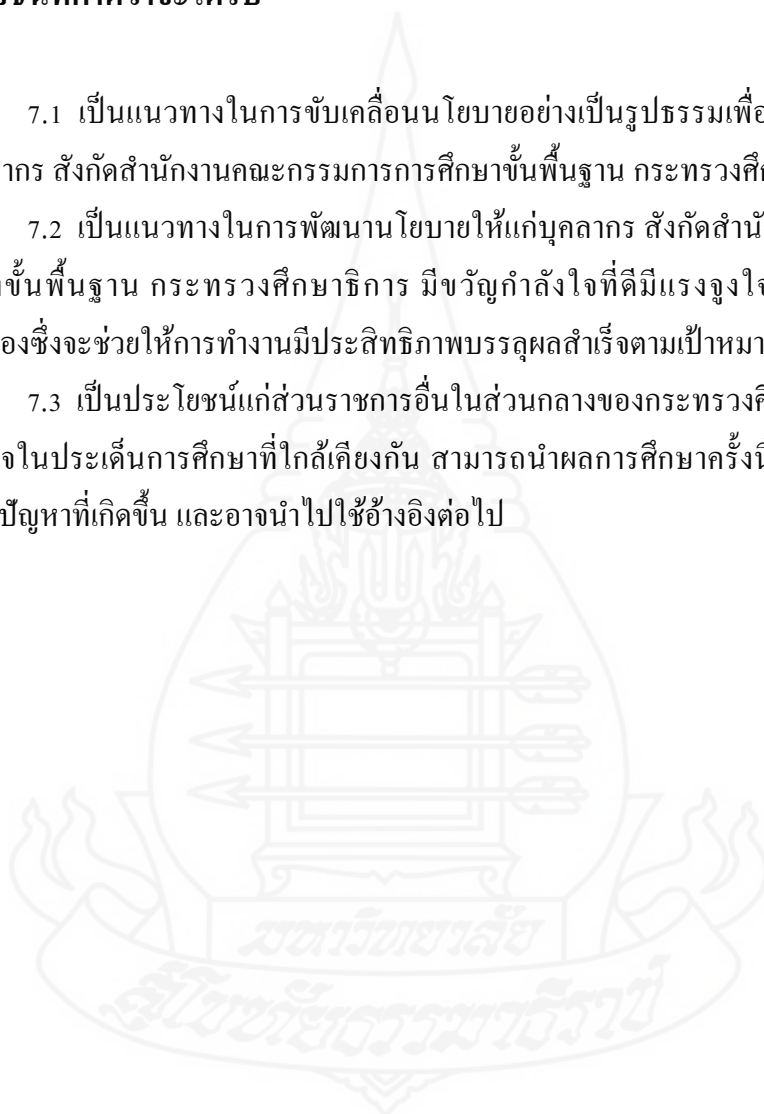 7.1 เป็นแนวทางในการขับเคลื่อนนโยบายอย่างเป็นรูปธรรมเพื่อ
ากร สังกัดสำนักงานคณะกรรมการการศึกษาขั้นพื้นฐาน กระทรวงศึก
7.2 เป็นแนวทางในการพัฒนานโยบายให้แก่บุคลากร สังกัดสำนั
ขั้นพื้นฐาน กระทรวงศึกษาธิการ มีขวัญกำลังใจที่ดีมีแรงจูงใจ
องซึ่งจะช่วยให้การทำงานมีประสิทธิภาพบรรลุผลสำเร็จตามเป้าหมา
7.3 เป็นประโยชน์แก่ส่วนราชการอื่นในส่วนกลางของกระทรวงศึ
จในประเด็นการศึกษาที่ใกล้เคียงกัน สามารถนำผลการศึกษาครั้งนี
ปัญหาที่เกิดขึ้น และอาจนำไปใช้อ้างอิงต่อไป
มหาวิทยาลัย
สุโขทัยธรรมาธิราช